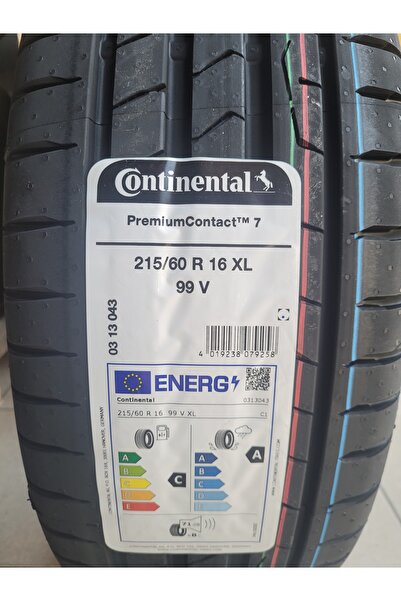 Continental
PremiumContact™ 7
215/60 R 16 XL
99 V
03 13 043
4 019238 079258
ENERG
Continental
0313043
215/60 R 16 99 V XL
C1
A
B
C
D
E
C
A
B
C
D
E
A
71
B